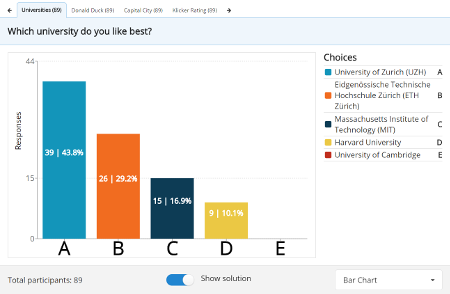 Universities (89) Donald Duck (89) Capital Cities (89) Klicker Rating (89)
Which university do you like best?
44
15
0
Responses
39 | 43.8%
26 | 29.2%
15 | 16.9%
9 | 10.1%
A B C D E
Choices
University of Zurich (UZH) A
Eidgenössische Technische
Hochschule Zürich (ETH B
Zürich)
Massachusetts Institute of
Technology (MIT) C
Harvard University D
University of Cambridge E
Total participants: 89
Show solution
Bar Chart